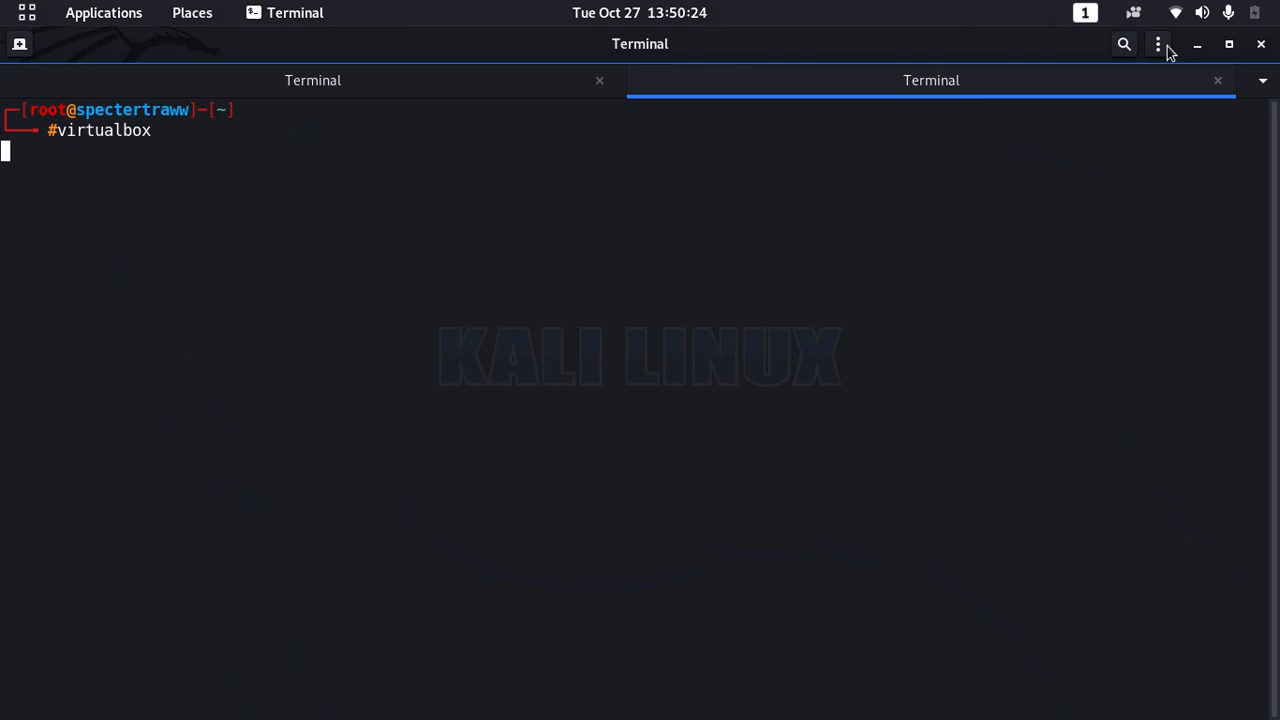 Applications Places Terminal Tue Oct 27 13:50:24 1
Terminal
Terminal Terminal
[root@spectertraww]-[~]
#virtualbox
KALI LINUX